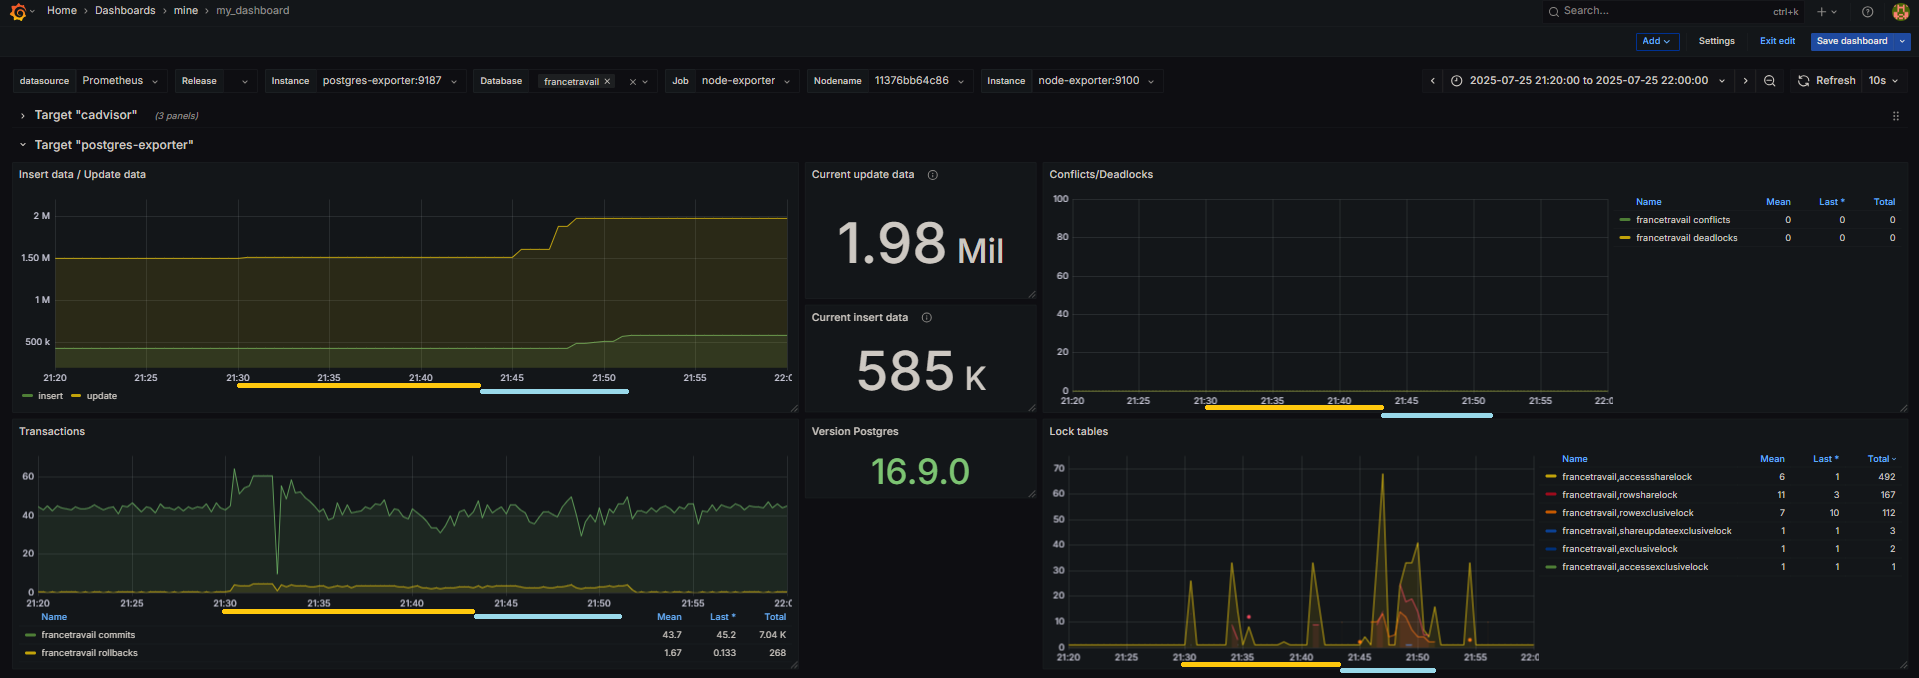 Home › Dashboards › mine › my_dashboard
Search... ctrl+k
Add Settings Exit edit Save dashboard
datasource Prometheus Release Instance postgres-exporter:9187 Database francetravail × Job node-exporter Nodename 11376bb64c86 Instance node-exporter:9100 2025-07-25 21:20:00 to 2025-07-25 22:00:00 Refresh 10s
Target "cadvisor" (3 panels)
Target "postgres-exporter"
Insert data / Update data
2 M
1.50 M
1 M
500 k
21:20 21:25 21:30 21:35 21:40 21:45 21:50 21:55 22:0
insert update
Current update data
1.98 Mil
Current insert data
585 K
Conflicts/Deadlocks
100
80
60
40
20
0
21:20 21:25 21:30 21:35 21:40 21:45 21:50 21:55 22:0
Name Mean Last * Total
francetravail conflicts 0 0 0
francetravail deadlocks 0 0 0
Transactions
60
40
20
0
21:20 21:25 21:30 21:35 21:40 21:45 21:50 21:55 22:0
Name Mean Last * Total
francetravail commits 43.7 45.2 7.04 K
francetravail rollbacks 1.67 0.133 268
Version Postgres
16.9.0
Lock tables
70
60
50
40
30
20
10
0
21:20 21:25 21:30 21:35 21:40 21:45 21:50 21:55 22:0
Name Mean Last * Total
francetravail,accesssharelock 6 1 492
francetravail,rowsharelock 11 3 167
francetravail,rowexclusivelock 7 10 112
francetravail,shareupdateexclusivelock 1 1 3
francetravail,exclusivelock 1 1 2
francetravail,accessexclusivelock 1 1 1